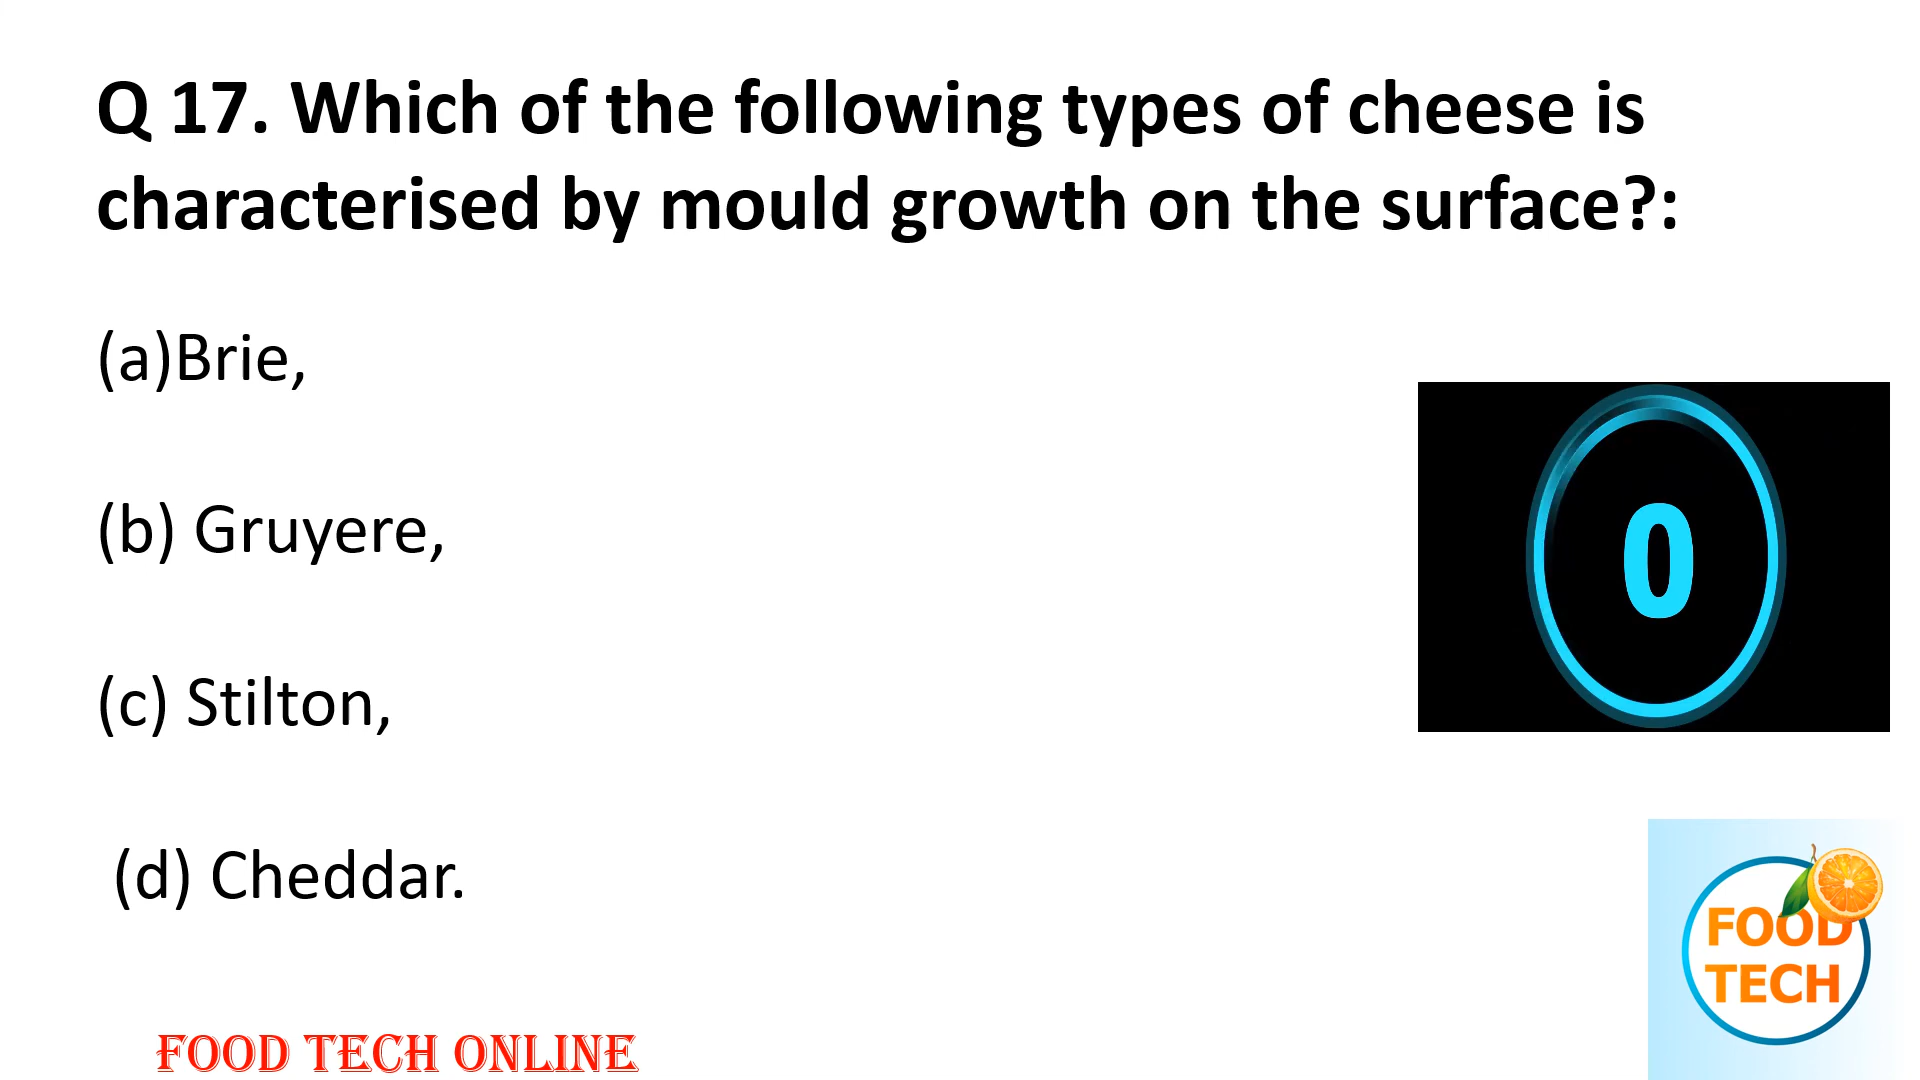 Q 17. Which of the following types of cheese is
characterised by mould growth on the surface?:
(a)Brie,
(b) Gruyere,
0
(c) Stilton,
(d) Cheddar.
FOOD
TECH
FOOD TECH ONLINE